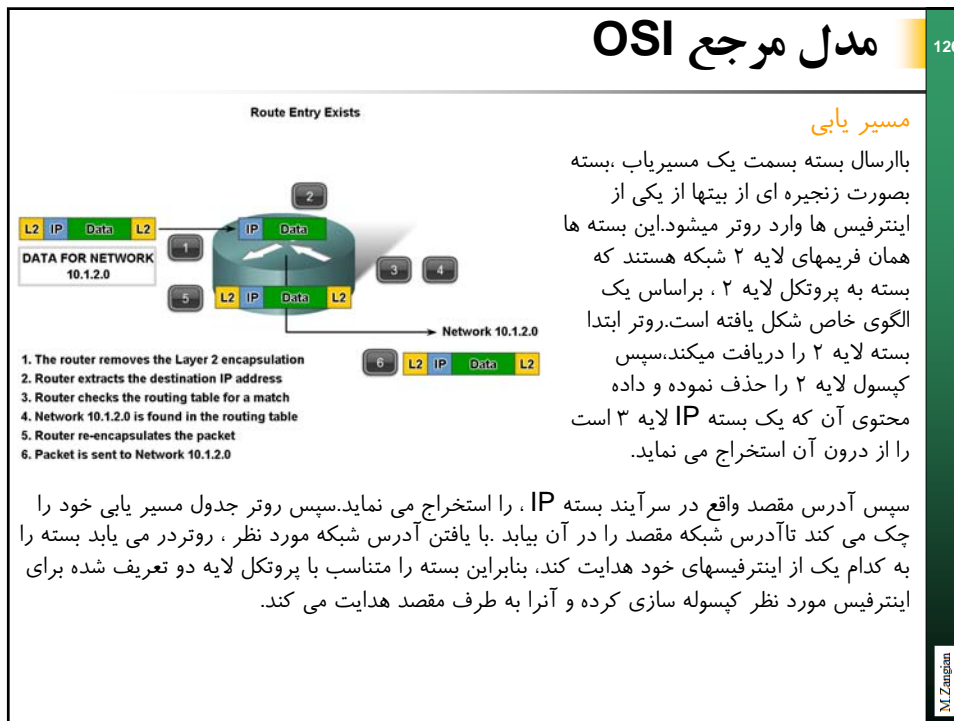 مدل مرجع OSI
126
مسیر یابی
باارسال بسته بسمت یک مسیریاب ،بسته
بصورت زنجیره ای از بیتها از یکی از
اینترفیس ها وارد روتر میشود.این بسته ها
همان فریمهای لایه ۲ شبکه هستند که
بسته به پروتکل لایه ۲ ، براساس یک
الگوی خاص شکل یافته است.روتر ابتدا
بسته لایه ۲ را دریافت میکند،سپس
کپسول لایه ۲ را حذف نموده و داده
محتوی آن که یک بسته IP لایه ۳ است
را از درون آن استخراج می نماید.
Route Entry Exists
2
L2 IP Data L2
IP Data
1
DATA FOR NETWORK
10.1.2.0
3 4
5
L2 IP Data L2
Network 10.1.2.0
6
L2 IP Data L2
1. The router removes the Layer 2 encapsulation
2. Router extracts the destination IP address
3. Router checks the routing table for a match
4. Network 10.1.2.0 is found in the routing table
5. Router re-encapsulates the packet
6. Packet is sent to Network 10.1.2.0
سپس آدرس مقصد واقع در سرآیند بسته IP ، را استخراج می نماید.سپس روتر جدول مسیر یابی خود را
چک می کند تاآدرس شبکه مقصد را در آن بیابد .با یافتن آدرس شبکه مورد نظر ، روتردر می یابد بسته را
به کدام یک از اینترفیسهای خود هدایت کند، بنابراین بسته را متناسب با پروتکل لایه دو تعریف شده برای
اینترفیس مورد نظر کپسوله سازی کرده و آنرا به طرف مقصد هدایت می کند.
M.Zangian